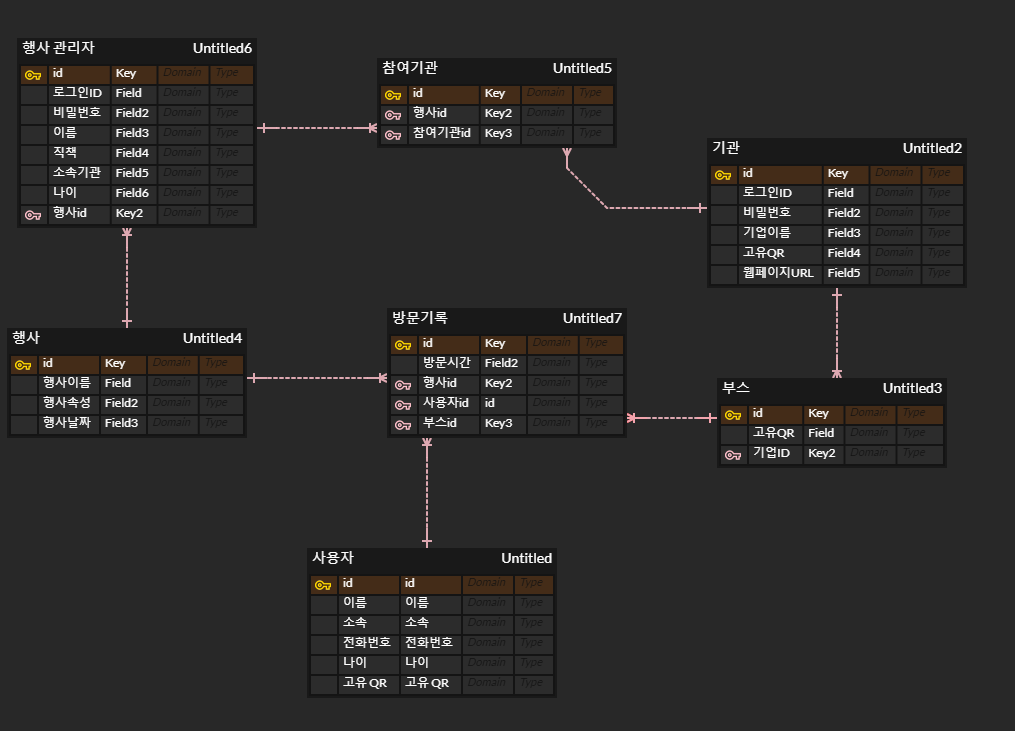 행사 관리자 Untitled6
id Key Domain Type
로그인ID Field Domain Type
비밀번호 Field2 Domain Type
이름 Field3 Domain Type
직책 Field4 Domain Type
소속기관 Field5 Domain Type
나이 Field6 Domain Type
행사id Key2 Domain Type
참여기관 Untitled5
id Key Domain Type
행사id Key2 Domain Type
참여기관id Key3 Domain Type
기관 Untitled2
id Key Domain Type
로그인ID Field Domain Type
비밀번호 Field2 Domain Type
기업이름 Field3 Domain Type
고유QR Field4 Domain Type
웹페이지URL Field5 Domain Type
행사 Untitled4
id Key Domain Type
행사이름 Field Domain Type
행사속성 Field2 Domain Type
행사날짜 Field3 Domain Type
방문기록 Untitled7
id Key Domain Type
방문시간 Field2 Domain Type
행사id Key2 Domain Type
사용자id id Domain Type
부스id Key3 Domain Type
부스 Untitled3
id Key Domain Type
고유QR Field Domain Type
기업ID Key2 Domain Type
사용자 Untitled
id id Domain Type
이름 이름 Domain Type
소속 소속 Domain Type
전화번호 전화번호 Domain Type
나이 나이 Domain Type
고유 QR 고유 QR Domain Type